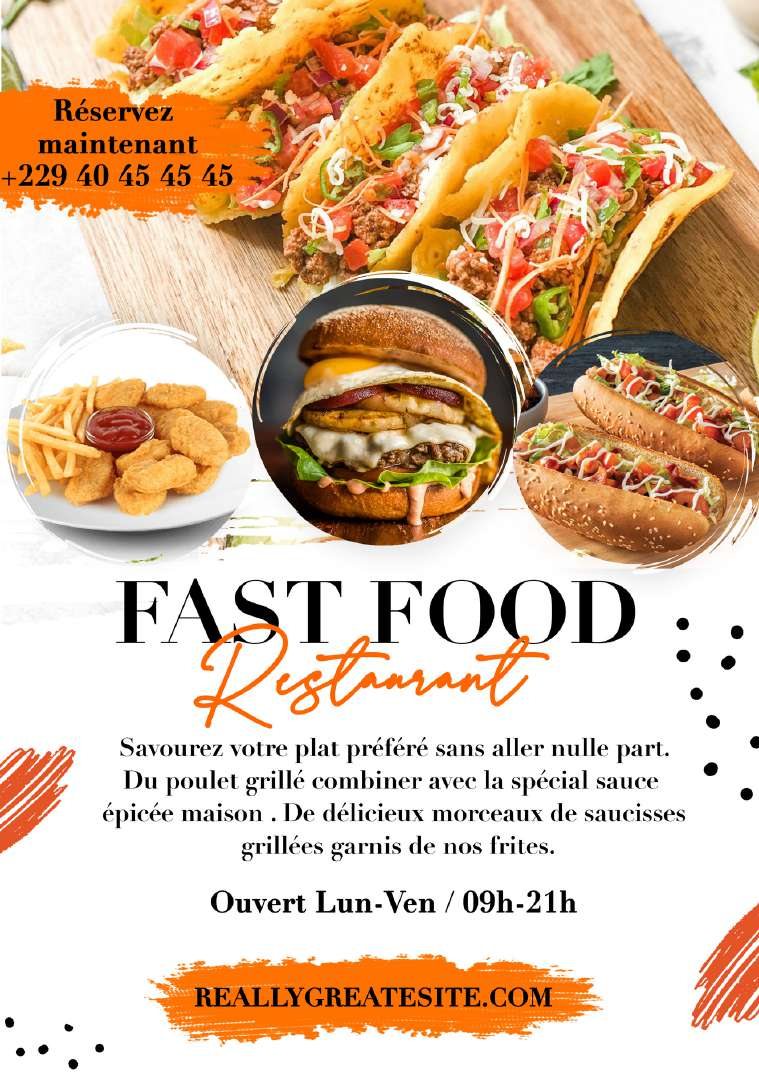 Réservez
maintenant
+229 40 45 45 45
FAST FOOD
Restaurant
Savourez votre plat préféré sans aller nulle part.
Du poulet grillé combiner avec la spécial sauce
épicée maison . De délicieux morceaux de saucisses
grillées garnis de nos frites.
Ouvert Lun-Ven / 09h-21h
REALLYGREATESITE.COM